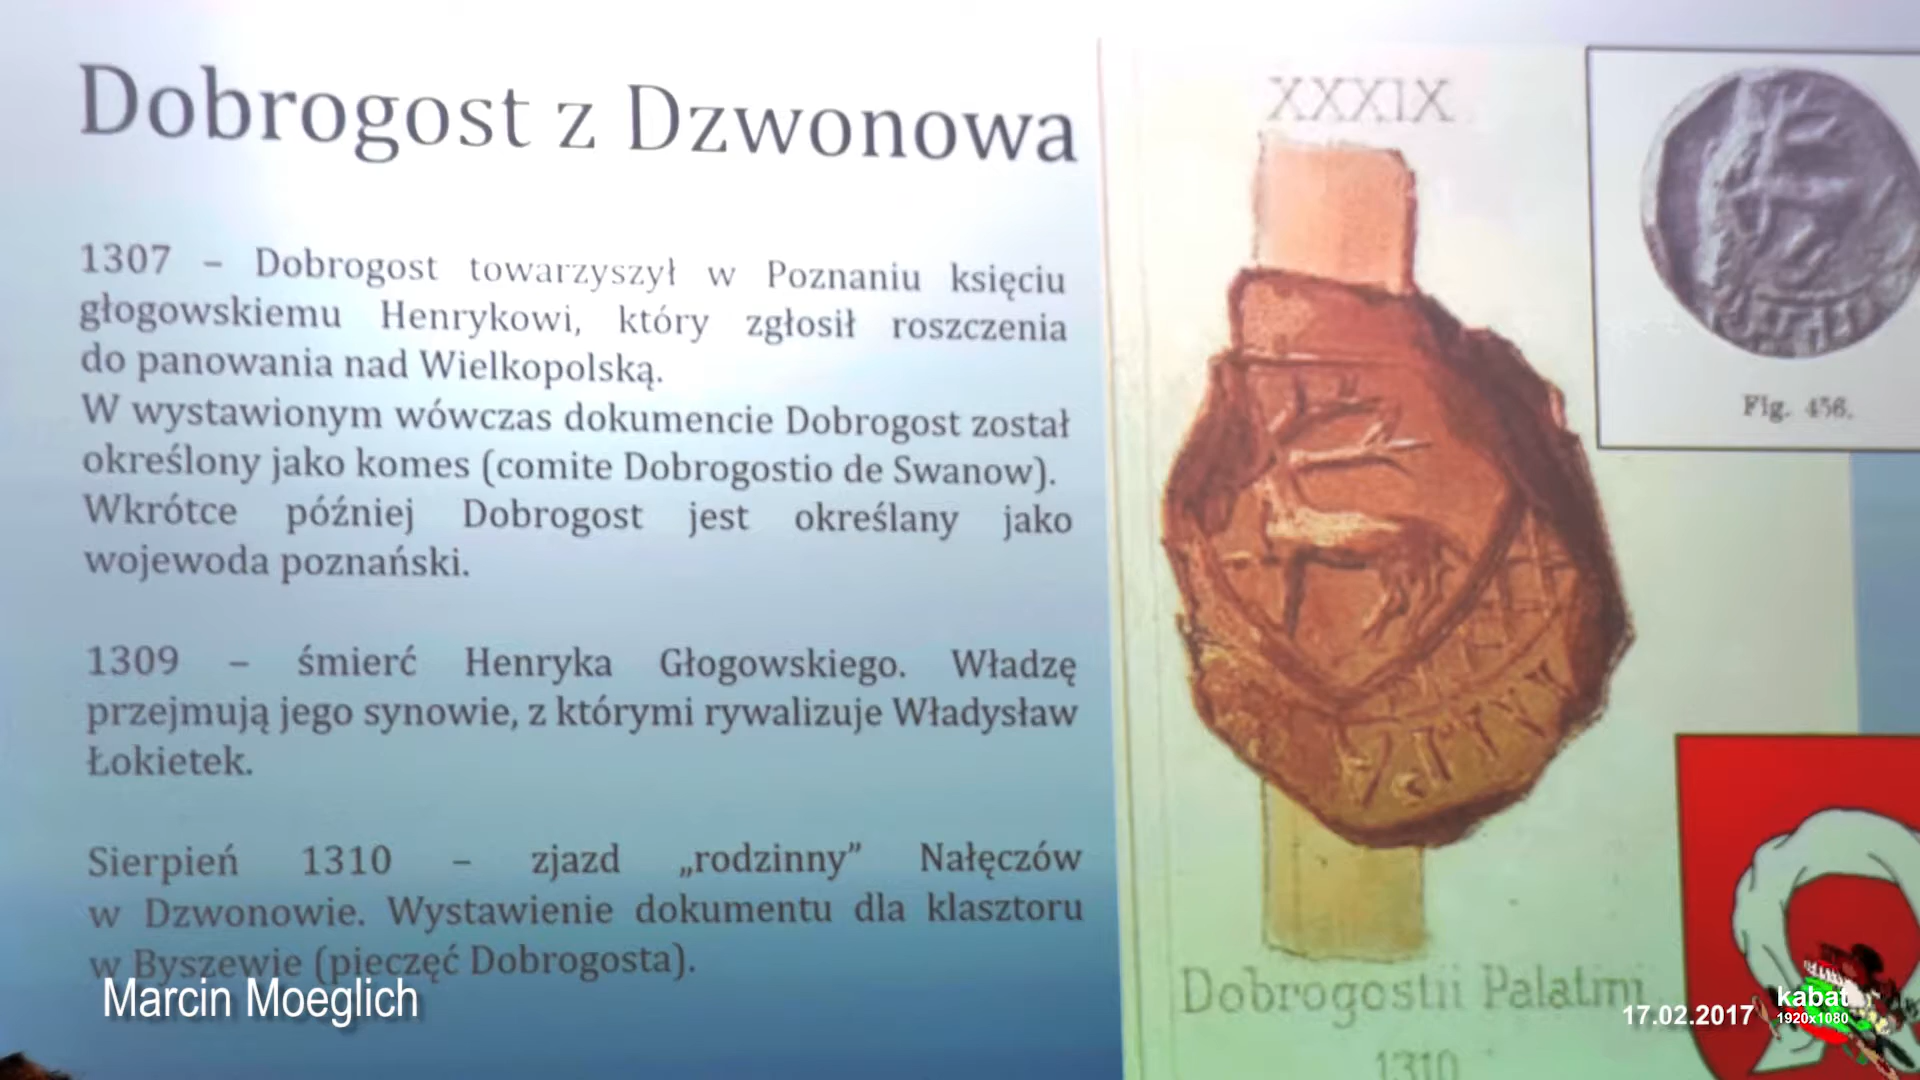 Dobrogost z Dzwonowa
1307 – Dobrogost towarzyszył w Poznaniu księciu
głogowskiemu Henrykowi, który zgłosił roszczenia
do panowania nad Wielkopolską.
W wystawionym wówczas dokumencie Dobrogost został
określony jako komes (comite Dobrogostio de Swanow).
Wkrótce później Dobrogost jest określany jako
wojewoda poznański.
1309 – śmierć Henryka Głogowskiego. Władzę
przejmują jego synowie, z którymi rywalizuje Władysław
Łokietek.
Sierpień 1310 – zjazd „rodzinny” Nałęczów
w Dzwonowie. Wystawienie dokumentu dla klasztoru
w Byszewie (pieczęć Dobrogosta).
XXXIX
Fig. 456.
Dobrogostii Palatini
1310
Marcin Moeglich
17.02.2017
kabat
1920x1080